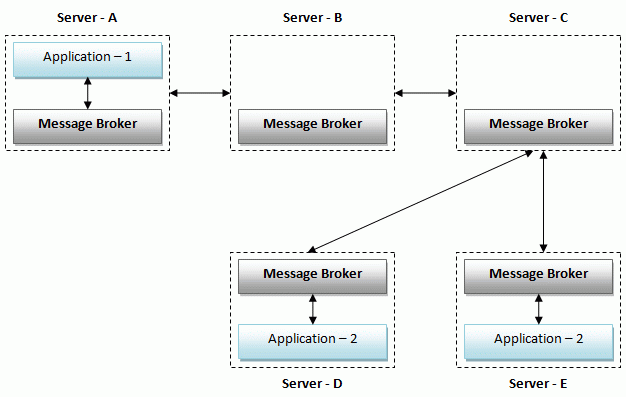 Server - A
Server - B
Server - C
Application – 1
Message Broker
Message Broker
Message Broker
Message Broker
Message Broker
Application – 2
Application – 2
Server - D
Server - E